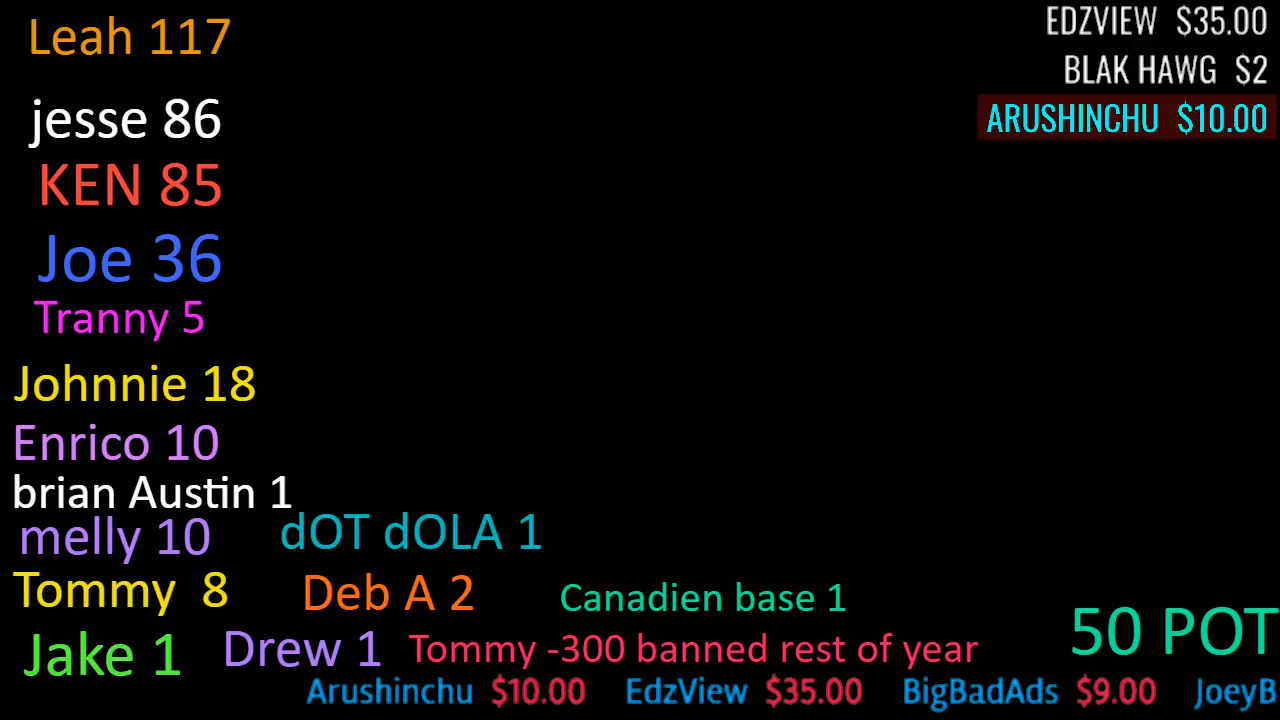 Leah 117
EDZVIEW $35.00
BLAK HAWG $2
ARUSHINCHU $10.00
jesse 86
KEN 85
Joe 36
Tranny 5
Johnnie 18
Enrico 10
brian Austin 1
melly 10
dOT dOLA 1
Tommy 8
Deb A 2
Canadien base 1
50 POT
Jake 1
Drew 1
Tommy -300 banned rest of year
Arushinchu $10.00 EdzView $35.00 BigBadAds $9.00 JoeyB